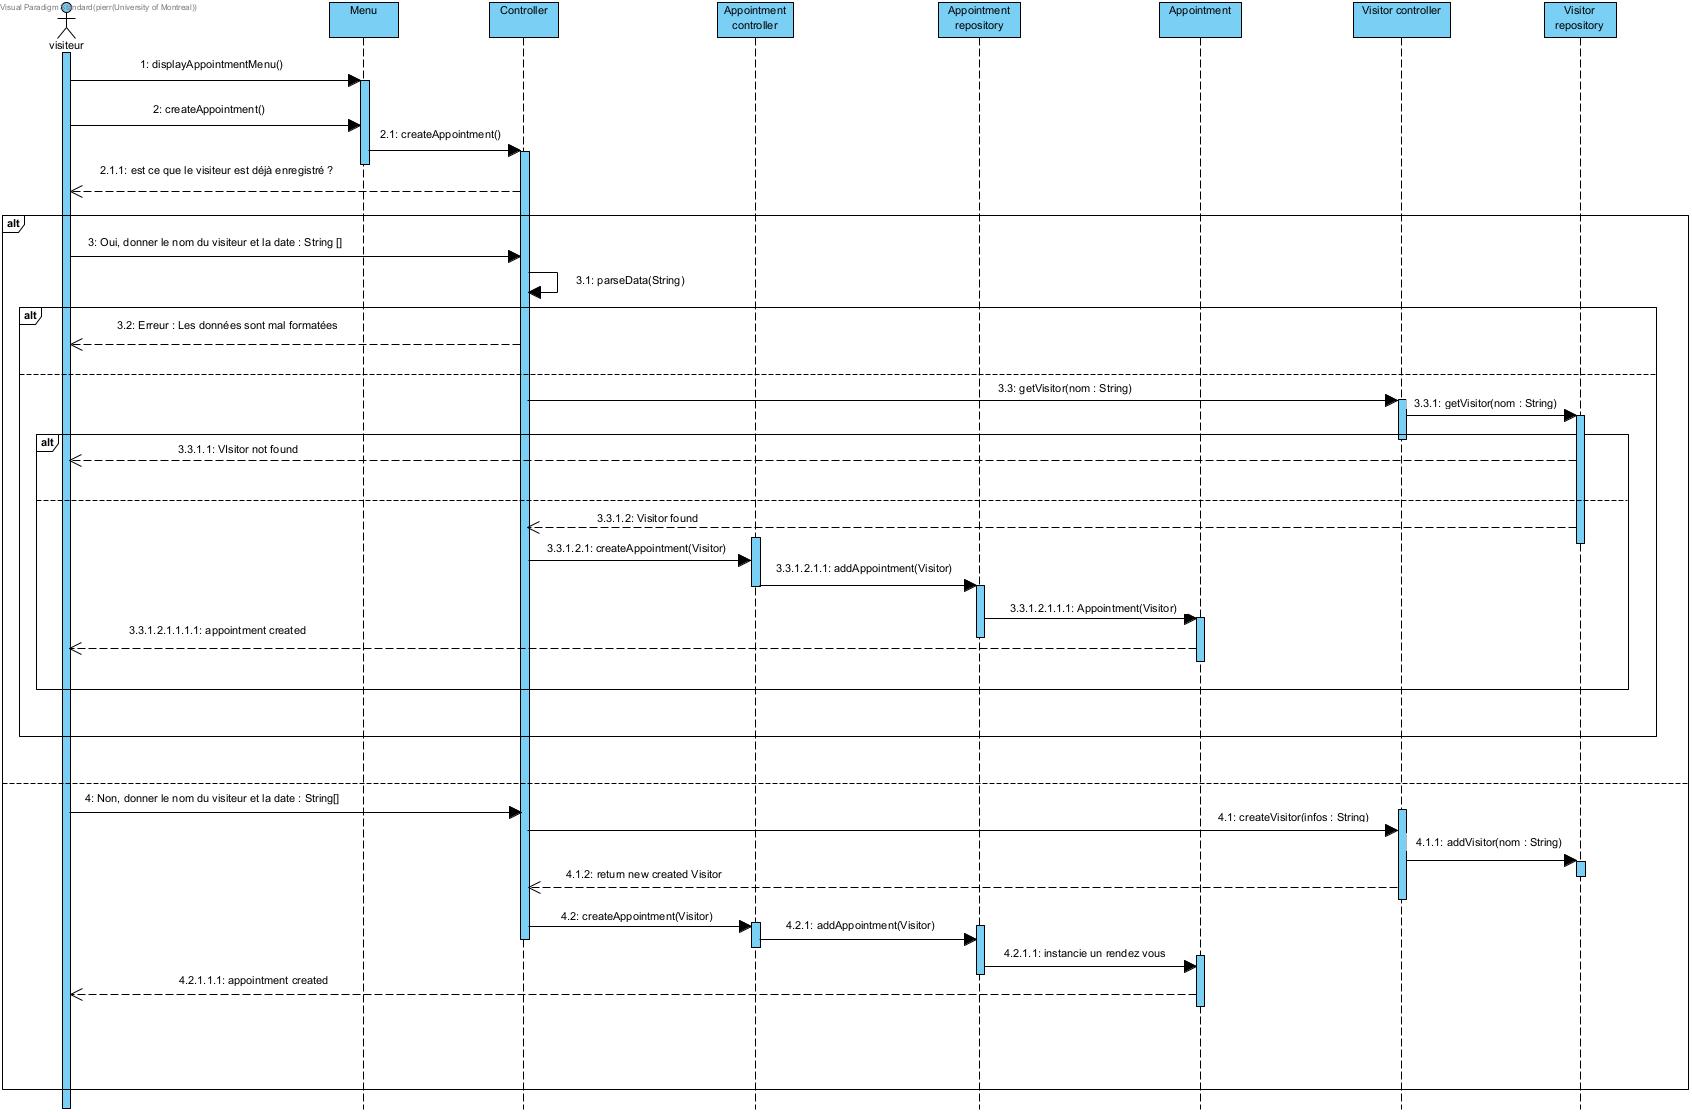 Visual Paradigm Standard(pierr(University of Montreal))
visiteur
Menu
Controller
Appointment
controller
Appointment
repository
Appointment
Visitor controller
Visitor
repository
1: displayAppointmentMenu()
2: createAppointment()
2.1: createAppointment()
2.1.1: est ce que le visiteur est déjà enregistré ?
alt
3: Oui, donner le nom du visiteur et la date : String []
3.1: parseData(String)
alt
3.2: Erreur : Les données sont mal formatées
3.3: getVisitor(nom : String)
3.3.1: getVisitor(nom : String)
alt
3.3.1.1: VIsitor not found
3.3.1.2: Visitor found
3.3.1.2.1: createAppointment(Visitor)
3.3.1.2.1.1: addAppointment(Visitor)
3.3.1.2.1.1.1: Appointment(Visitor)
3.3.1.2.1.1.1.1: appointment created
4: Non, donner le nom du visiteur et la date : String[]
4.1: createVisitor(infos : String)
4.1.1: addVisitor(nom : String)
4.1.2: return new created Visitor
4.2: createAppointment(Visitor)
4.2.1: addAppointment(Visitor)
4.2.1.1: instancie un rendez vous
4.2.1.1.1: appointment created